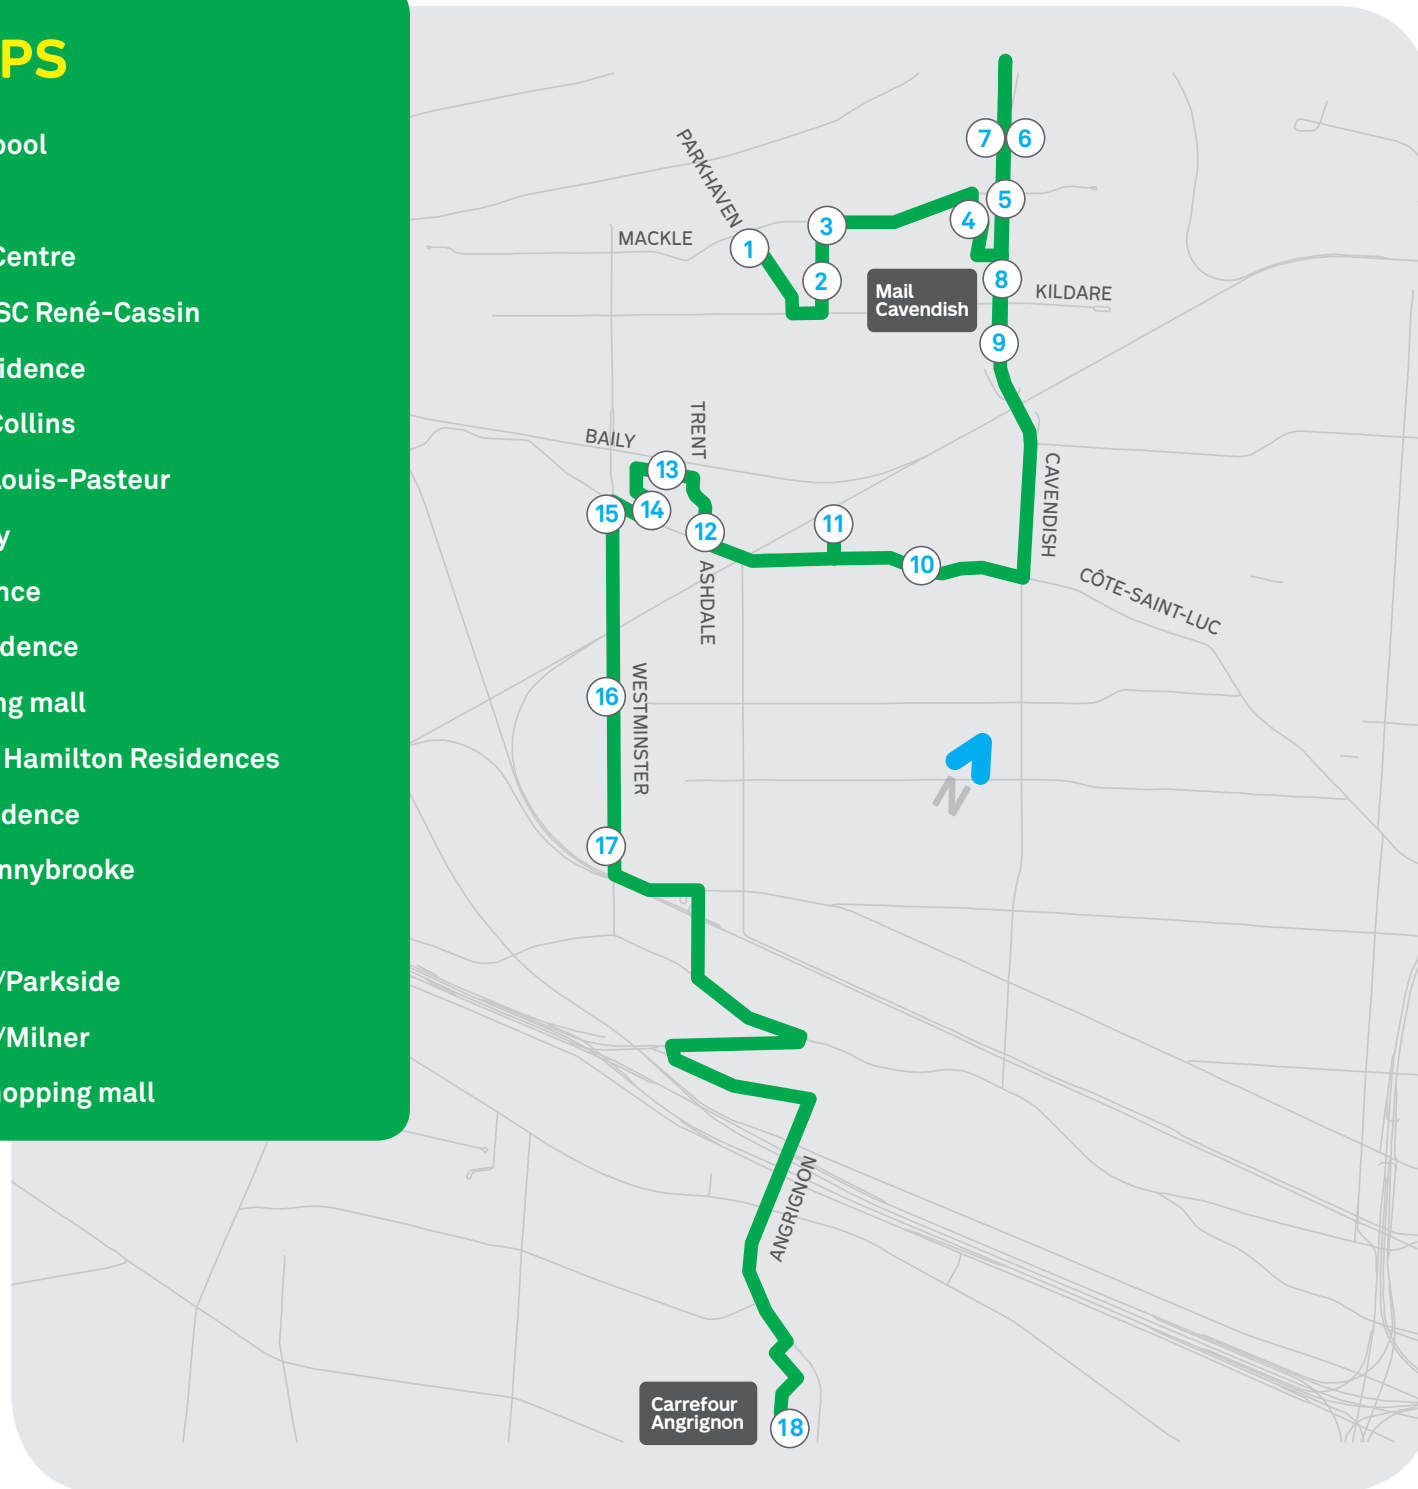 PS
pool
Centre
SC René-Cassin
idence
Collins
Louis-Pasteur
y
nce
dence
ng mall
Hamilton Residences
dence
nnybrooke
/Parkside
/Milner
hopping mall
7 6
PARKHAVEN
5
3
4
MACKLE
1
2
8
Mail
Cavendish
KILDARE
9
TRENT
BAILY
13
CAVENDISH
15
14
12
11
10
ASHDALE
CÔTE-SAINT-LUC
16
WESTMINSTER
N
17
ANGRIGNON
Carrefour
Angrignon
18